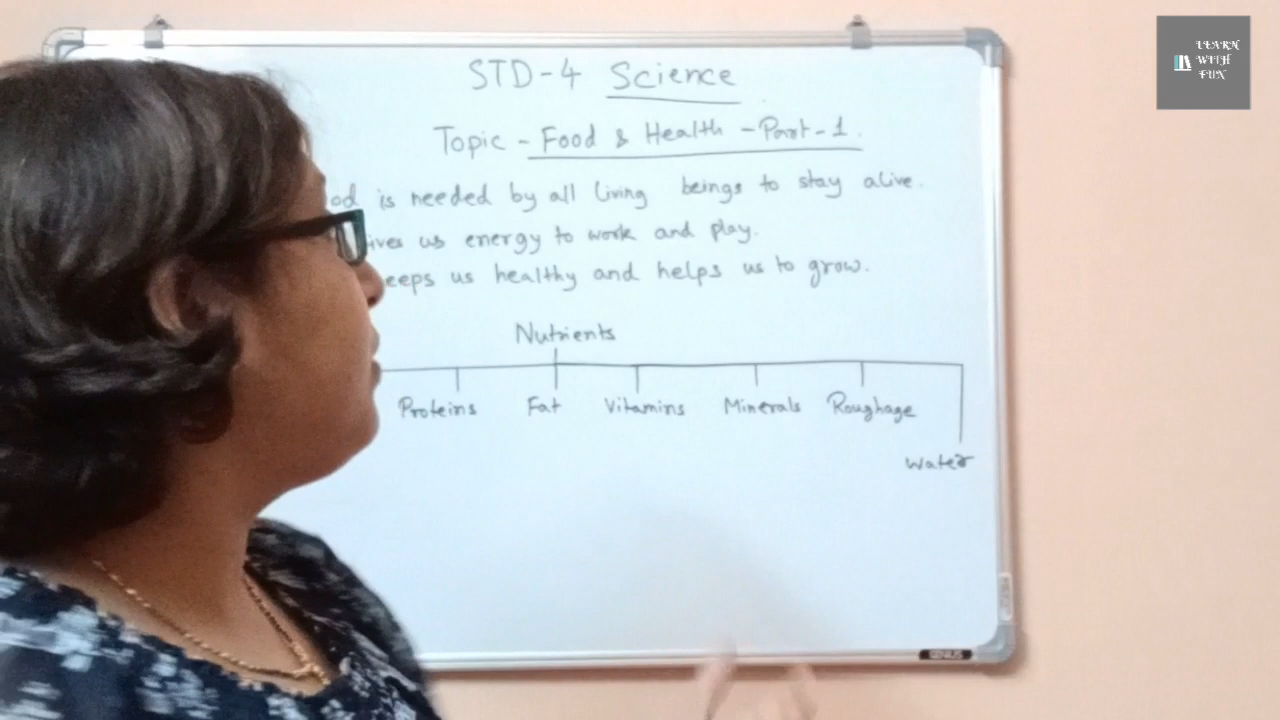 STD-4 Science
Topic - Food & Health - Part-1.
is needed by all living beings to stay alive.
us energy to work and play.
us healthy and helps us to grow.
Nutrients
Proteins Fat Vitamins Minerals Roughage
Water
GENIUS
LEARN
WITH
FUN